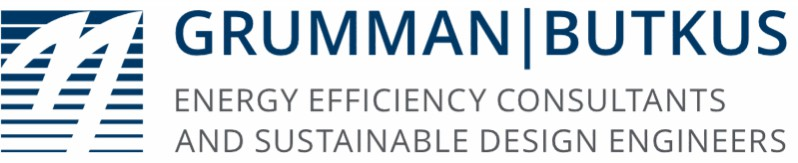 GRUMMAN|BUTKUS
ENERGY EFFICIENCY CONSULTANTS
AND SUSTAINABLE DESIGN ENGINEERS